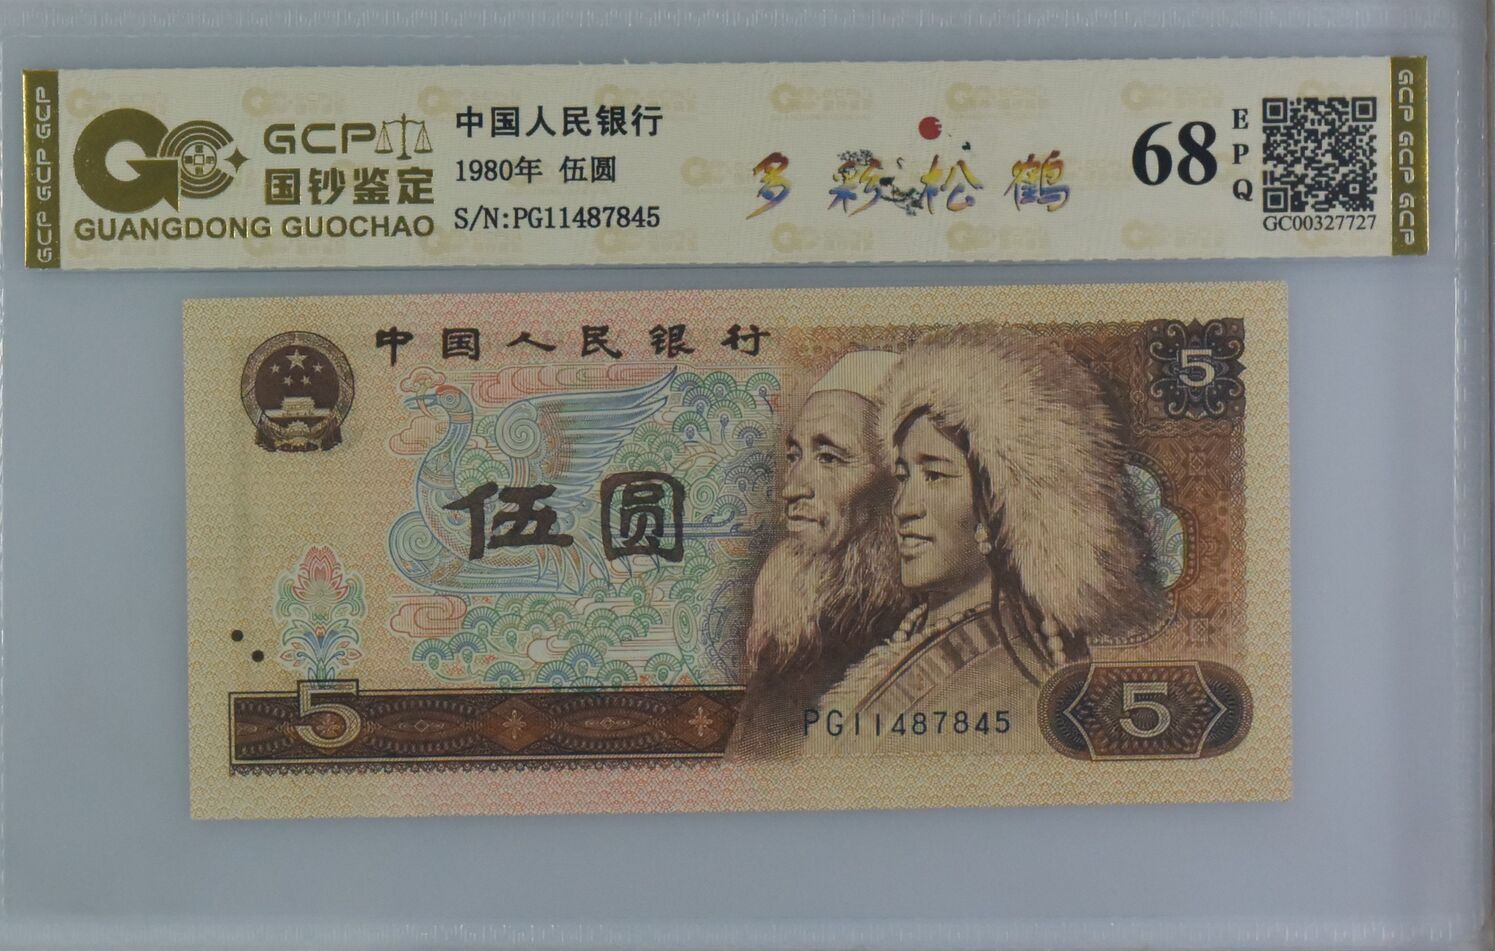 GCP
国钞鉴定
GUANGDONG GUOCHAO
中国人民银行
1980年 伍圆
S/N:PG11487845
多彩松鹤
68
EPQ
GC00327727
GCP GCP GCP
GCP GCP GCP
中国人民银行
5
伍圆
5
PG11487845
5